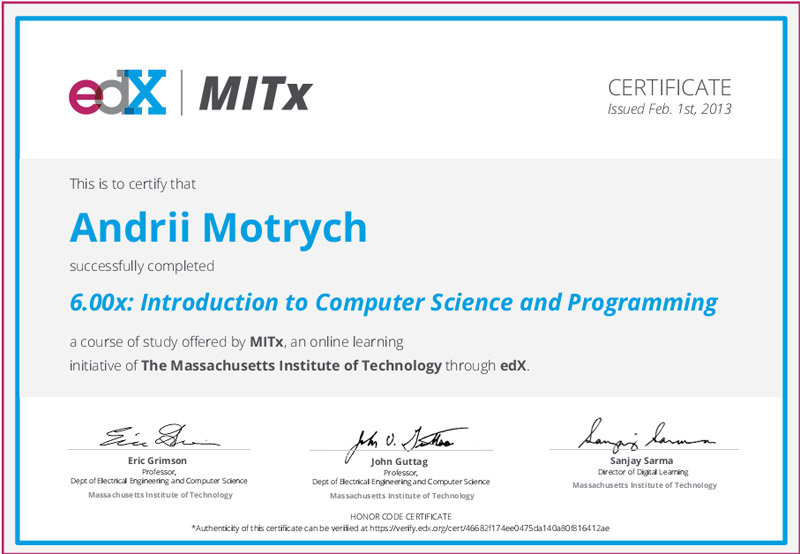 edX | MITx
CERTIFICATE
Issued Feb. 1st, 2013
This is to certify that
Andrii Motrych
successfully completed
6.00x: Introduction to Computer Science and Programming
a course of study offered by MITx, an online learning
initiative of The Massachusetts Institute of Technology through edX.
Eric Grimson
Professor,
Dept of Electrical Engineering and Computer Science
Massachusetts Institute of Technology
John Guttag
Professor,
Dept of Electrical Engineering and Computer Science
Massachusetts Institute of Technology
Sanjay Sarma
Director of Digital Learning
Massachusetts Institute of Technology
HONOR CODE CERTIFICATE
*Authenticity of this certificate can be verified at https://verify.edx.org/cert/46682f174ee0475da140a80f816412ae